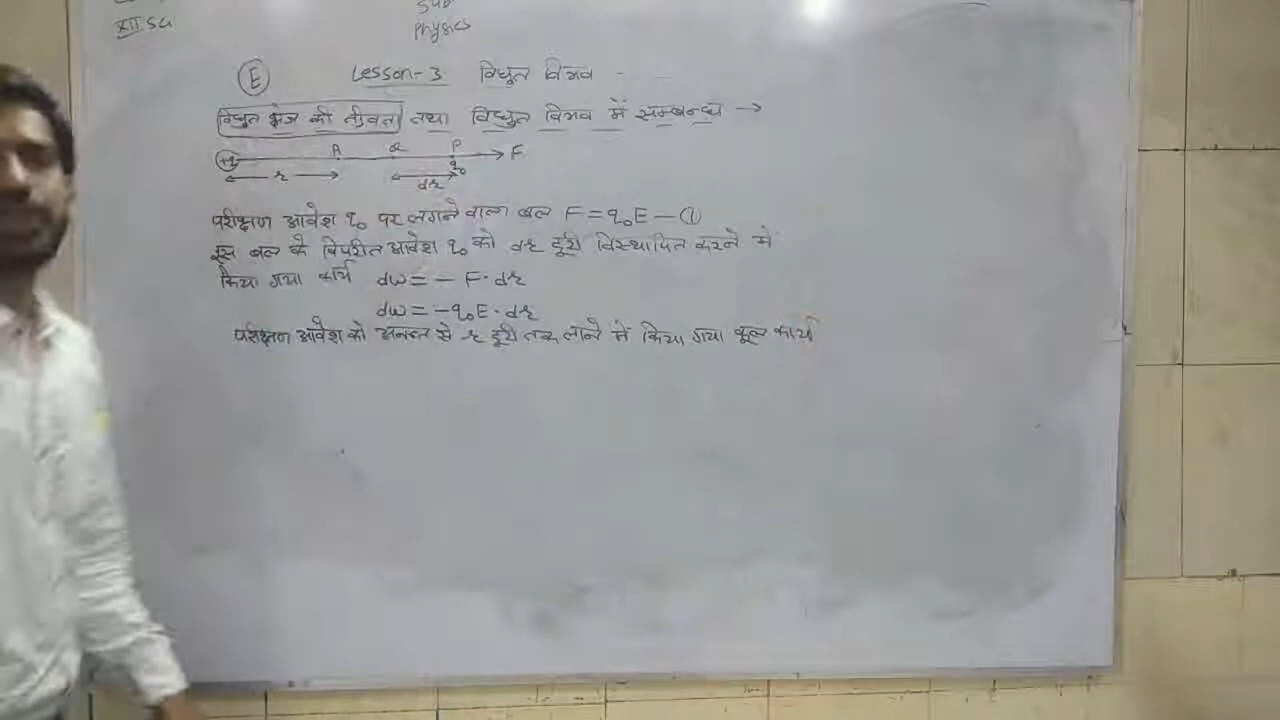 XII. SG
Sub
Physics
E Lesson-3 विधुत विभव
विधुत क्षेत्र की तीव्रता तथा विधुत विभव में सम्बन्ध →
+q A Q P F
q₀
r dr
परीक्षण आवेश q₀ पर लगने वाला बल F = q₀E — ①
इस बल के विपरीत आवेश q₀ को dr दूरी विस्थापित करने में
किया गया कार्य dw = - F · dr
dw = - q₀E · dr
परीक्षण आवेश को अनन्त से r दूरी तक लाने में किया गया कुल कार्य